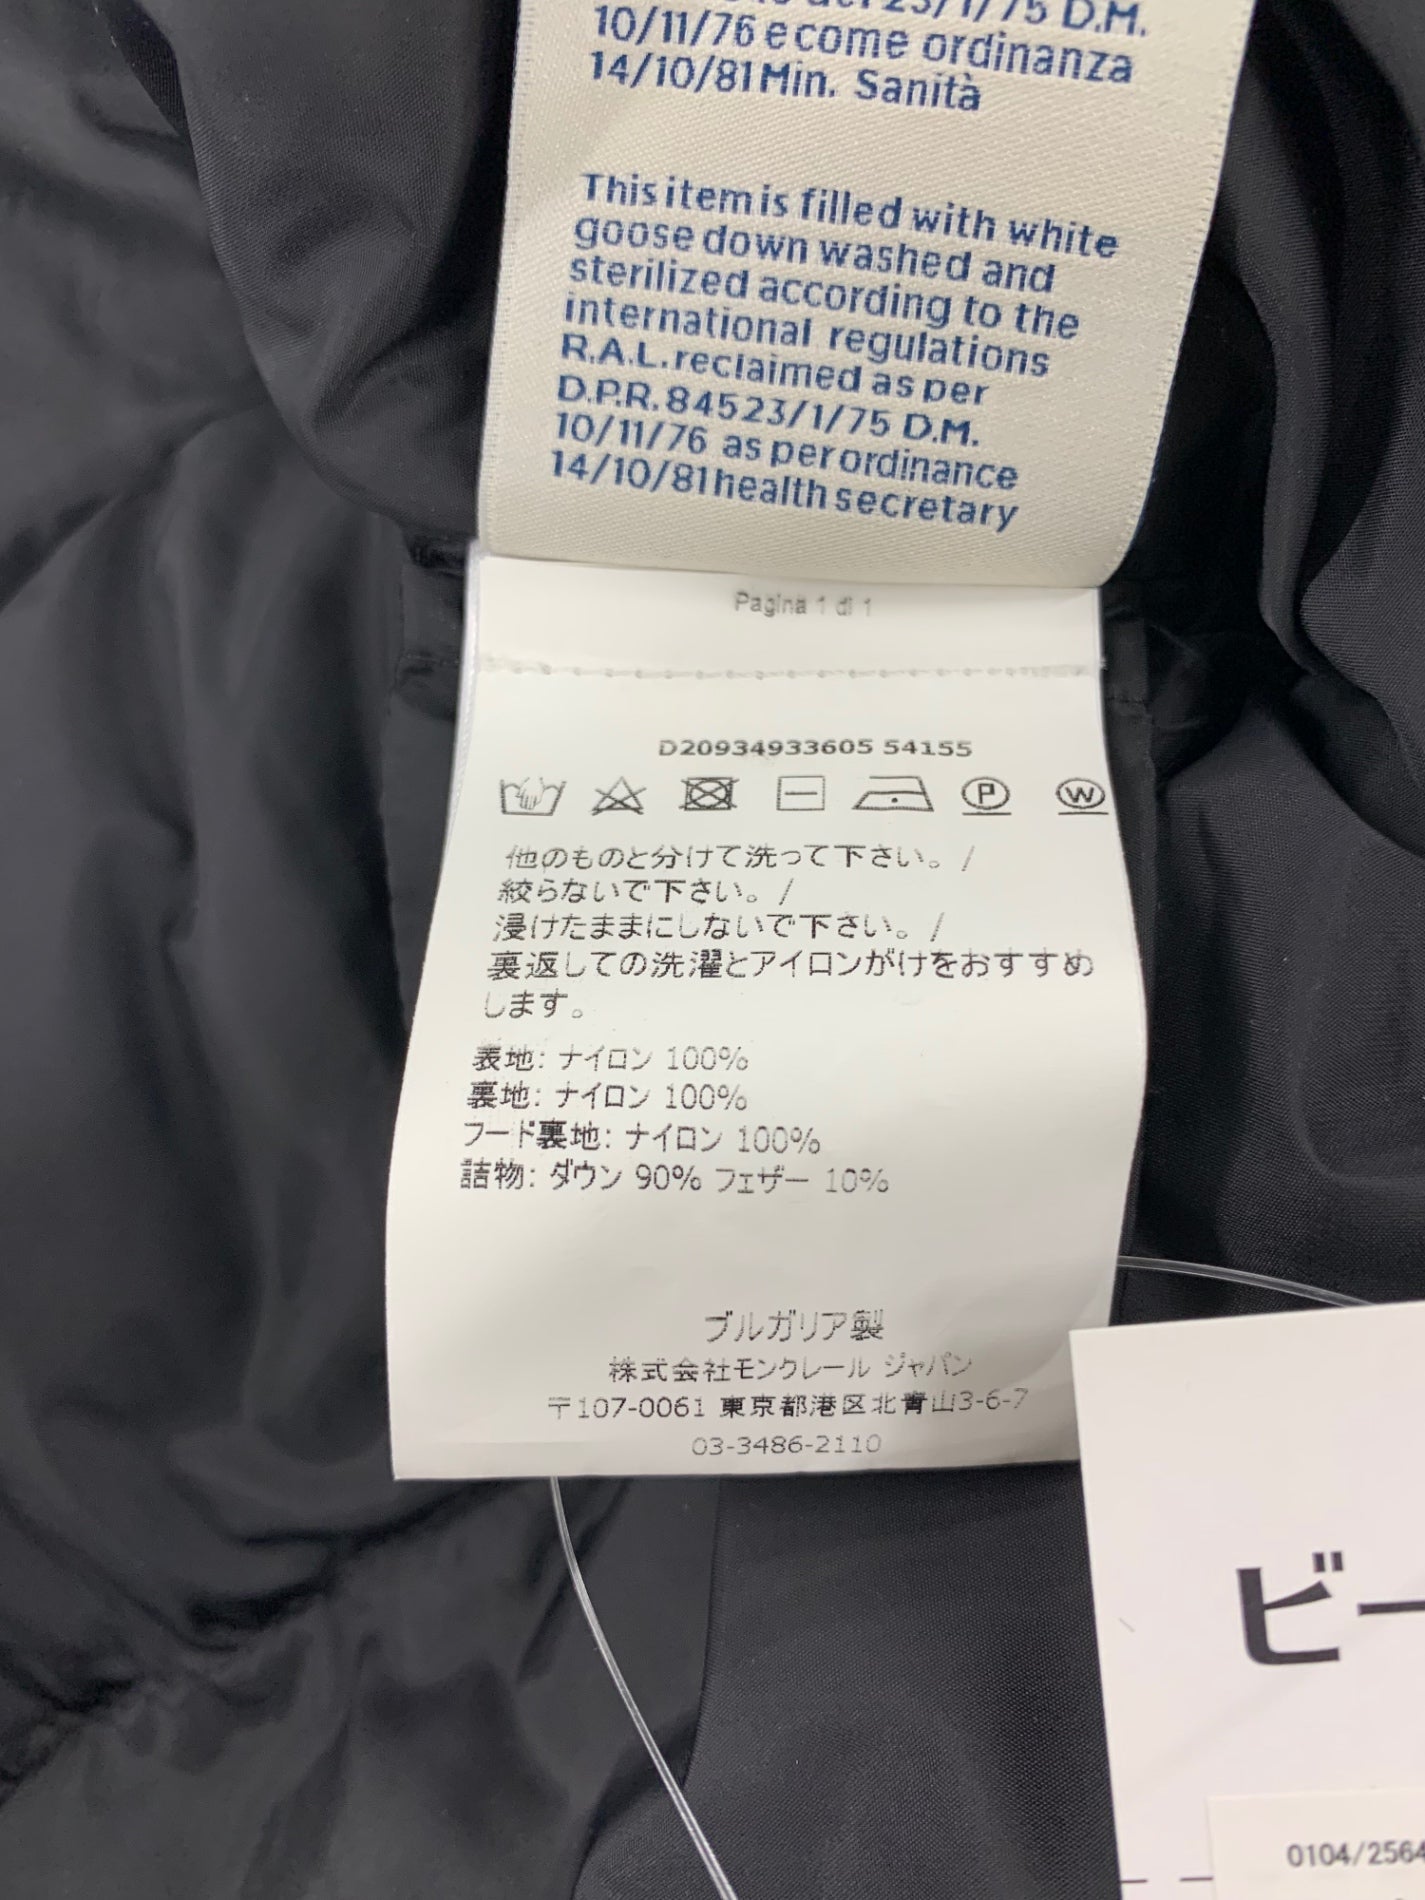 23/1/75 D.M.
10/11/76 e come ordinanza
14/10/81 Min. Sanità
This item is filled with white
goose down washed and
sterilized according to the
international regulations
R.A.L. reclaimed as per
D.P.R. 845 23/1/75 D.M.
10/11/76 as per ordinance
14/10/81 health secretary
Pagina 1 di 1
D20934933605 54155
P W
他のものと分けて洗って下さい。/
絞らないで下さい。/
浸けたままにしないで下さい。/
裏返しての洗濯とアイロンがけをおすすめ
します。
表地: ナイロン 100%
裏地: ナイロン 100%
フード裏地: ナイロン 100%
詰物: ダウン 90% フェザー 10%
ブルガリア製
株式会社モンクレール ジャパン
〒107-0061 東京都港区北青山3-6-7
03-3486-2110
ビー
0104/2564